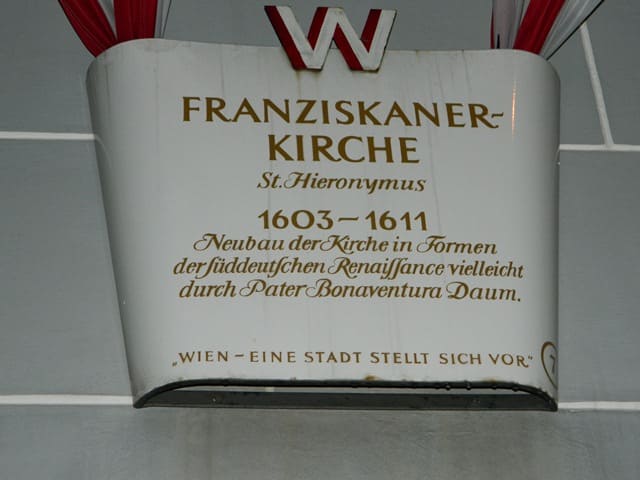 W
FRANZISKANER-
KIRCHE
St. Hieronymus
1603 – 1611
Neubau der Kirche in Formen
der ſüddeutſchen Renaiſſance vielleicht
durch Pater Bonaventura Daum.
„WIEN – EINE STADT STELLT SICH VOR“
7